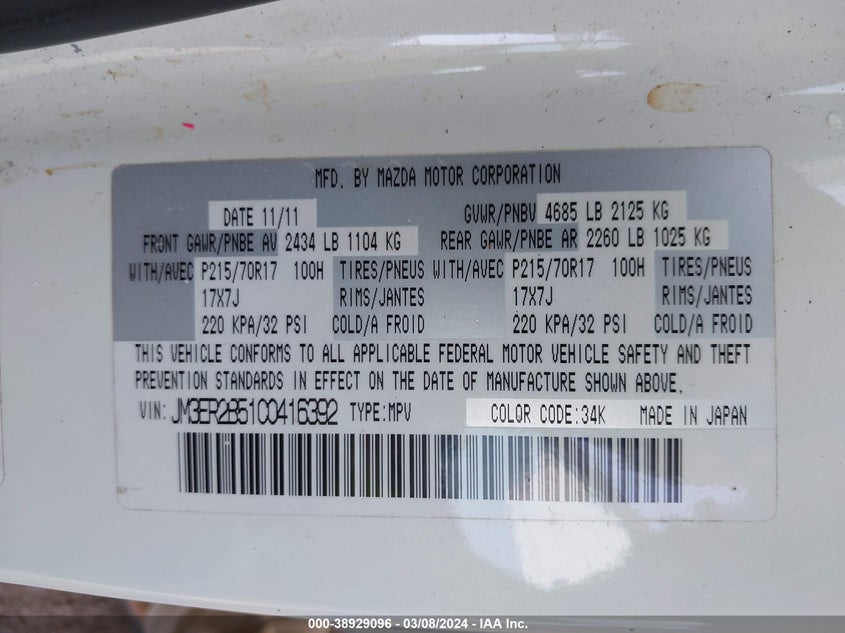 MFD. BY MAZDA MOTOR CORPORATION
DATE 11/11 GVWR/PNBV 4685 LB 2125 KG
FRONT GAWR/PNBE AV 2434 LB 1104 KG REAR GAWR/PNBE AR 2260 LB 1025 KG
WITH/AVEC P215/70R17 100H TIRES/PNEUS WITH/AVEC P215/70R17 100H TIRES/PNEUS
17X7J RIMS/JANTES 17X7J RIMS/JANTES
220 KPA/32 PSI COLD/A FROID 220 KPA/32 PSI COLD/A FROID
THIS VEHICLE CONFORMS TO ALL APPLICABLE FEDERAL MOTOR VEHICLE SAFETY AND THEFT
PREVENTION STANDARDS IN EFFECT ON THE DATE OF MANUFACTURE SHOWN ABOVE.
VIN: JM3ER2B51C0416392 TYPE:MPV COLOR CODE:34K MADE IN JAPAN
000-38929096 - 03/08/2024 - IAA Inc.